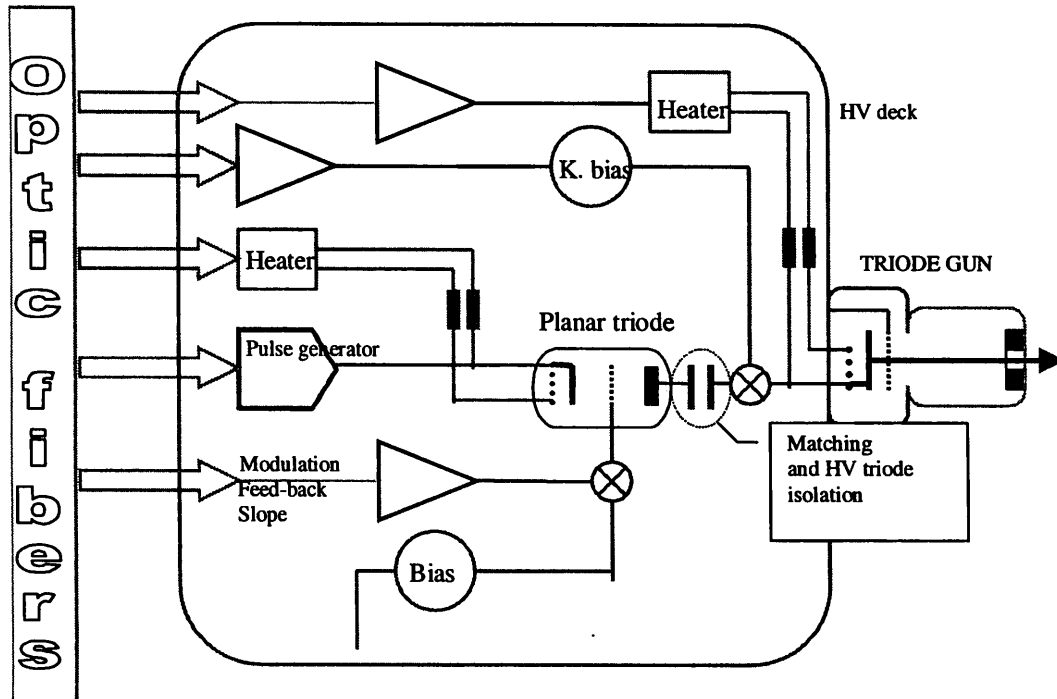 Optic fibers
Heater
HV deck
K. bias
Heater
TRIODE GUN
Planar triode
Pulse generator
Matching
and HV triode
isolation
Modulation
Feed-back
Slope
Bias